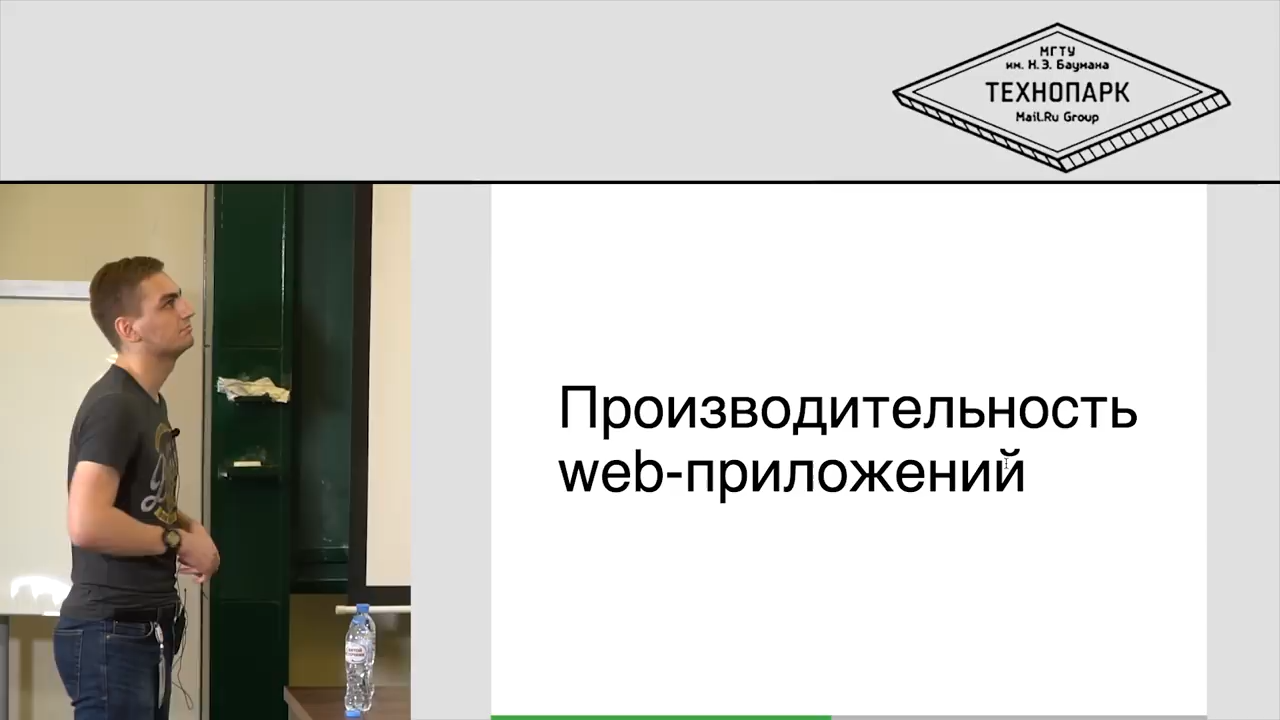 МГТУ
им. Н.Э. Баумана
ТЕХНОПАРК
Mail.Ru Group
Производительность
web-приложений